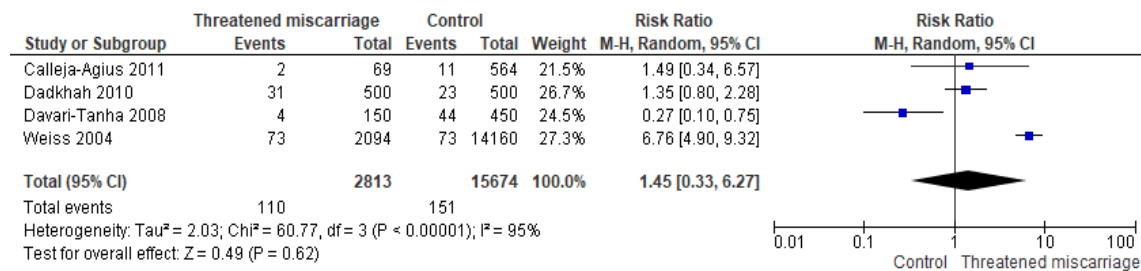 Threatened miscarriage Control Risk Ratio Risk Ratio
Study or Subgroup Events Total Events Total Weight M-H, Random, 95% CI M-H, Random, 95% CI
Calleja-Agius 2011 2 69 11 564 21.5% 1.49 [0.34, 6.57]
Dadkhah 2010 31 500 23 500 26.7% 1.35 [0.80, 2.28]
Davari-Tanha 2008 4 150 44 450 24.5% 0.27 [0.10, 0.75]
Weiss 2004 73 2094 73 14160 27.3% 6.76 [4.90, 9.32]
Total (95% CI) 2813 15674 100.0% 1.45 [0.33, 6.27]
Total events 110 151
Heterogeneity: Tau² = 2.03; Chi² = 60.77, df = 3 (P < 0.00001); I² = 95%
Test for overall effect: Z = 0.49 (P = 0.62)
0.01 0.1 1 10 100
Control Threatened miscarriage